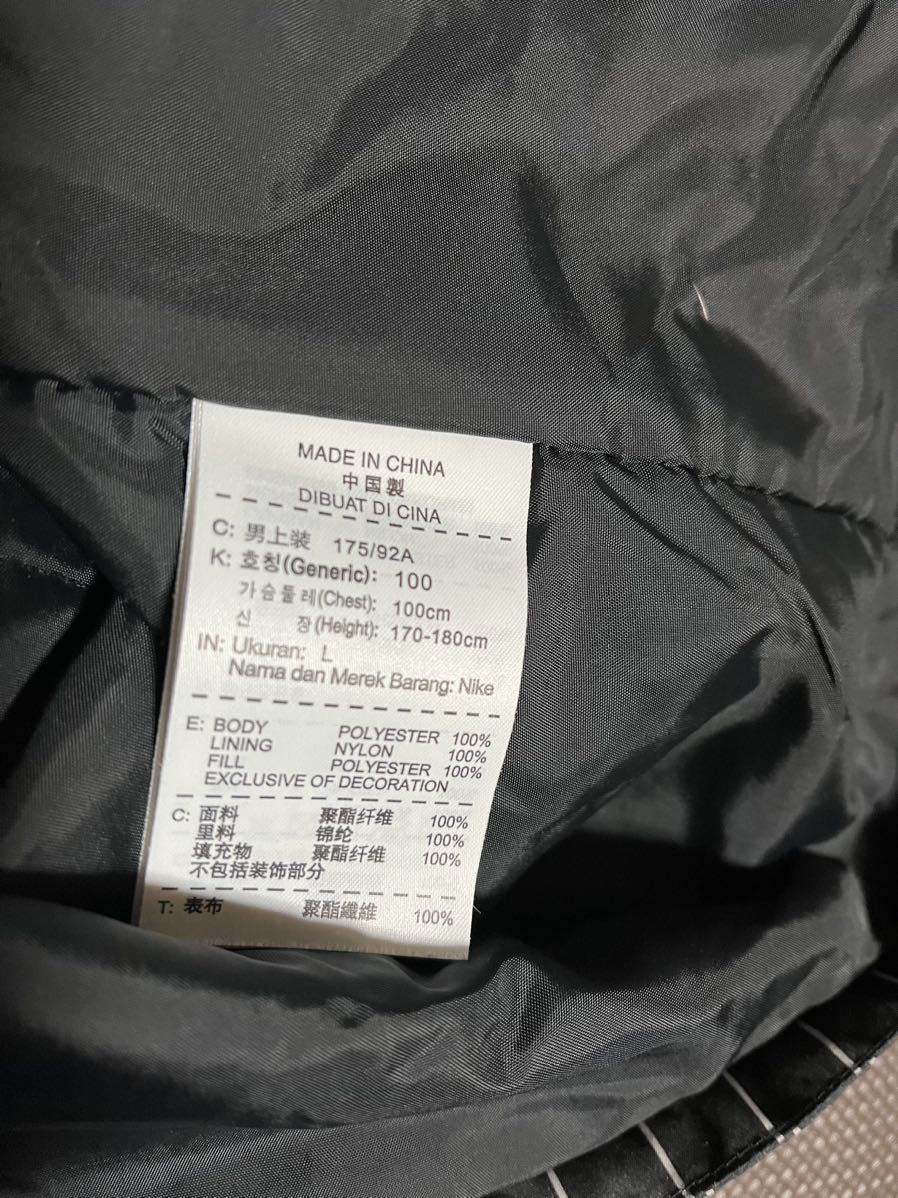 MADE IN CHINA
中国製
DIBUAT DI CINA
C: 男上装 175/92A
K: 호칭(Generic): 100
가슴둘레(Chest): 100cm
신 장(Height): 170-180cm
IN: Ukuran: L
Nama dan Merek Barang: Nike
E: BODY POLYESTER 100%
LINING NYLON 100%
FILL POLYESTER 100%
EXCLUSIVE OF DECORATION
C: 面料 聚酯纤维 100%
里料 锦纶 100%
填充物 聚酯纤维 100%
不包括装饰部分
T: 表布 聚酯纖維 100%